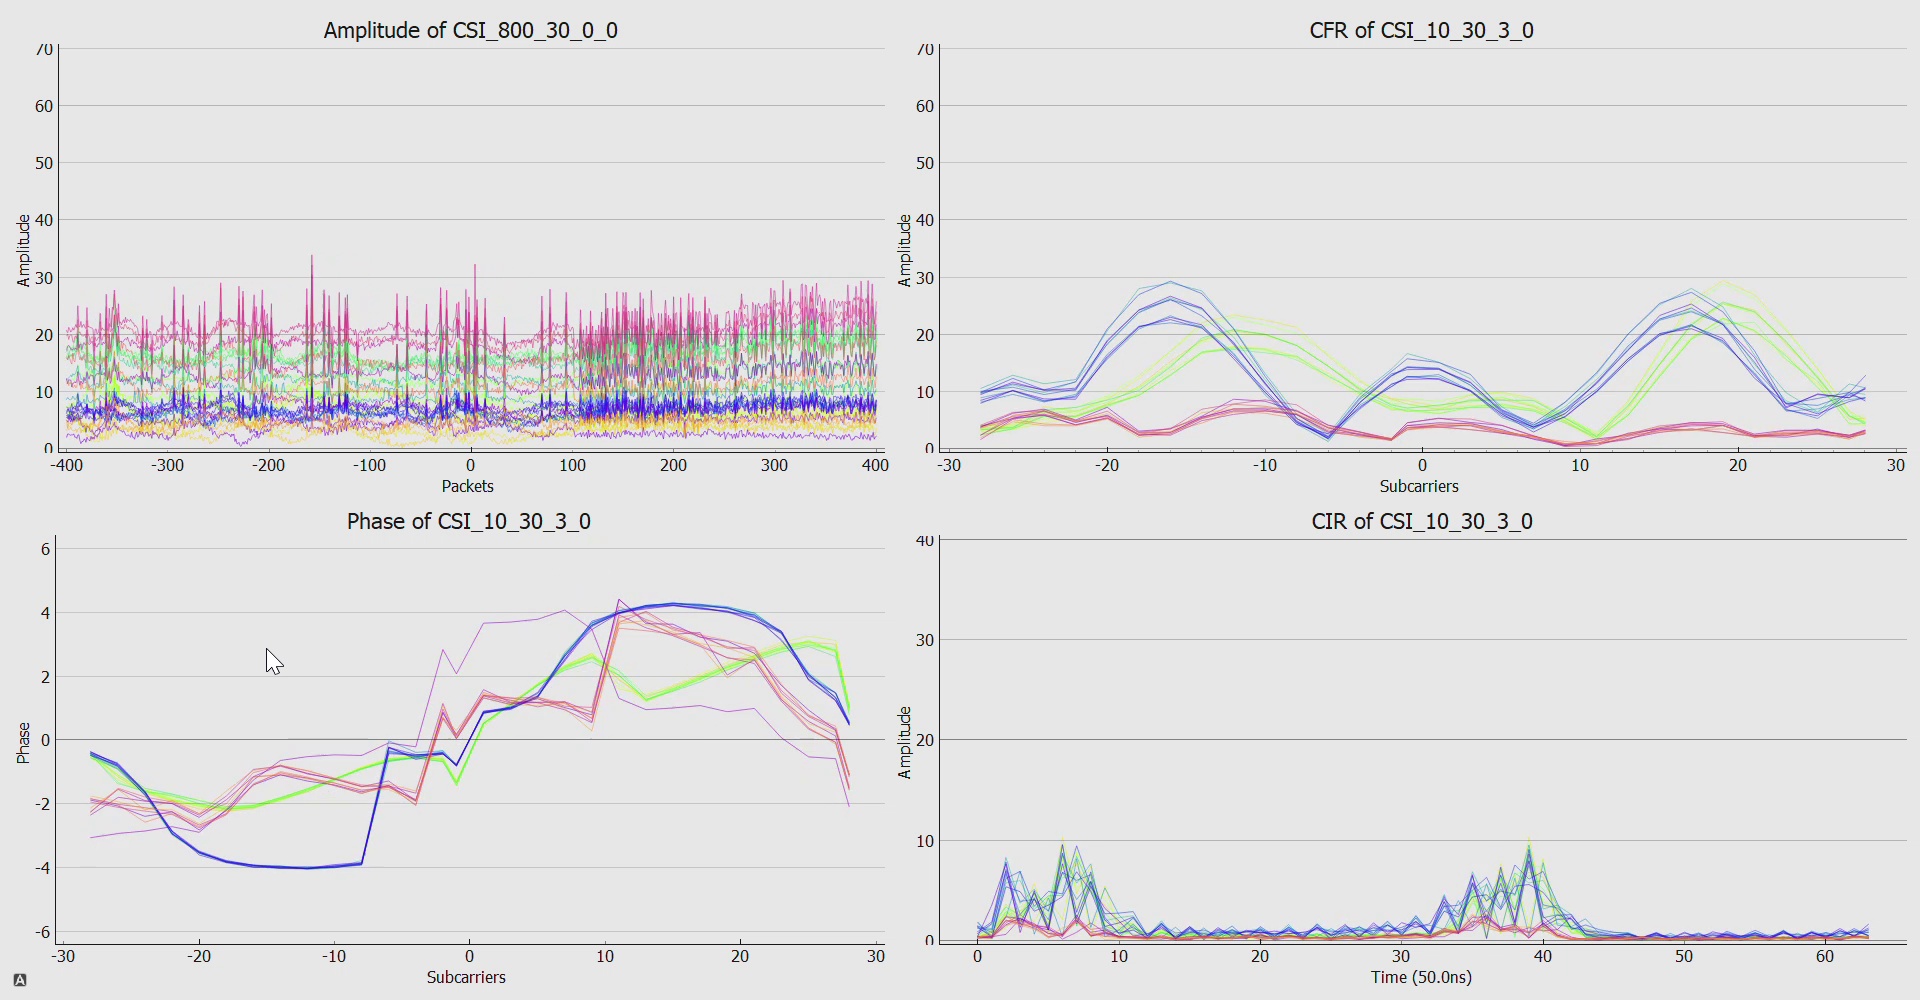 Amplitude of CSI_800_30_0_0
70
60
50
40
30
20
10
0
Amplitude
-400 -300 -200 -100 0 100 200 300 400
Packets
CFR of CSI_10_30_3_0
70
60
50
40
30
20
10
0
Amplitude
-30 -20 -10 0 10 20 30
Subcarriers
Phase of CSI_10_30_3_0
6
4
2
0
-2
-4
-6
Phase
-30 -20 -10 0 10 20 30
Subcarriers
A
CIR of CSI_10_30_3_0
40
30
20
10
0
Amplitude
0 10 20 30 40 50 60
Time (50.0ns)